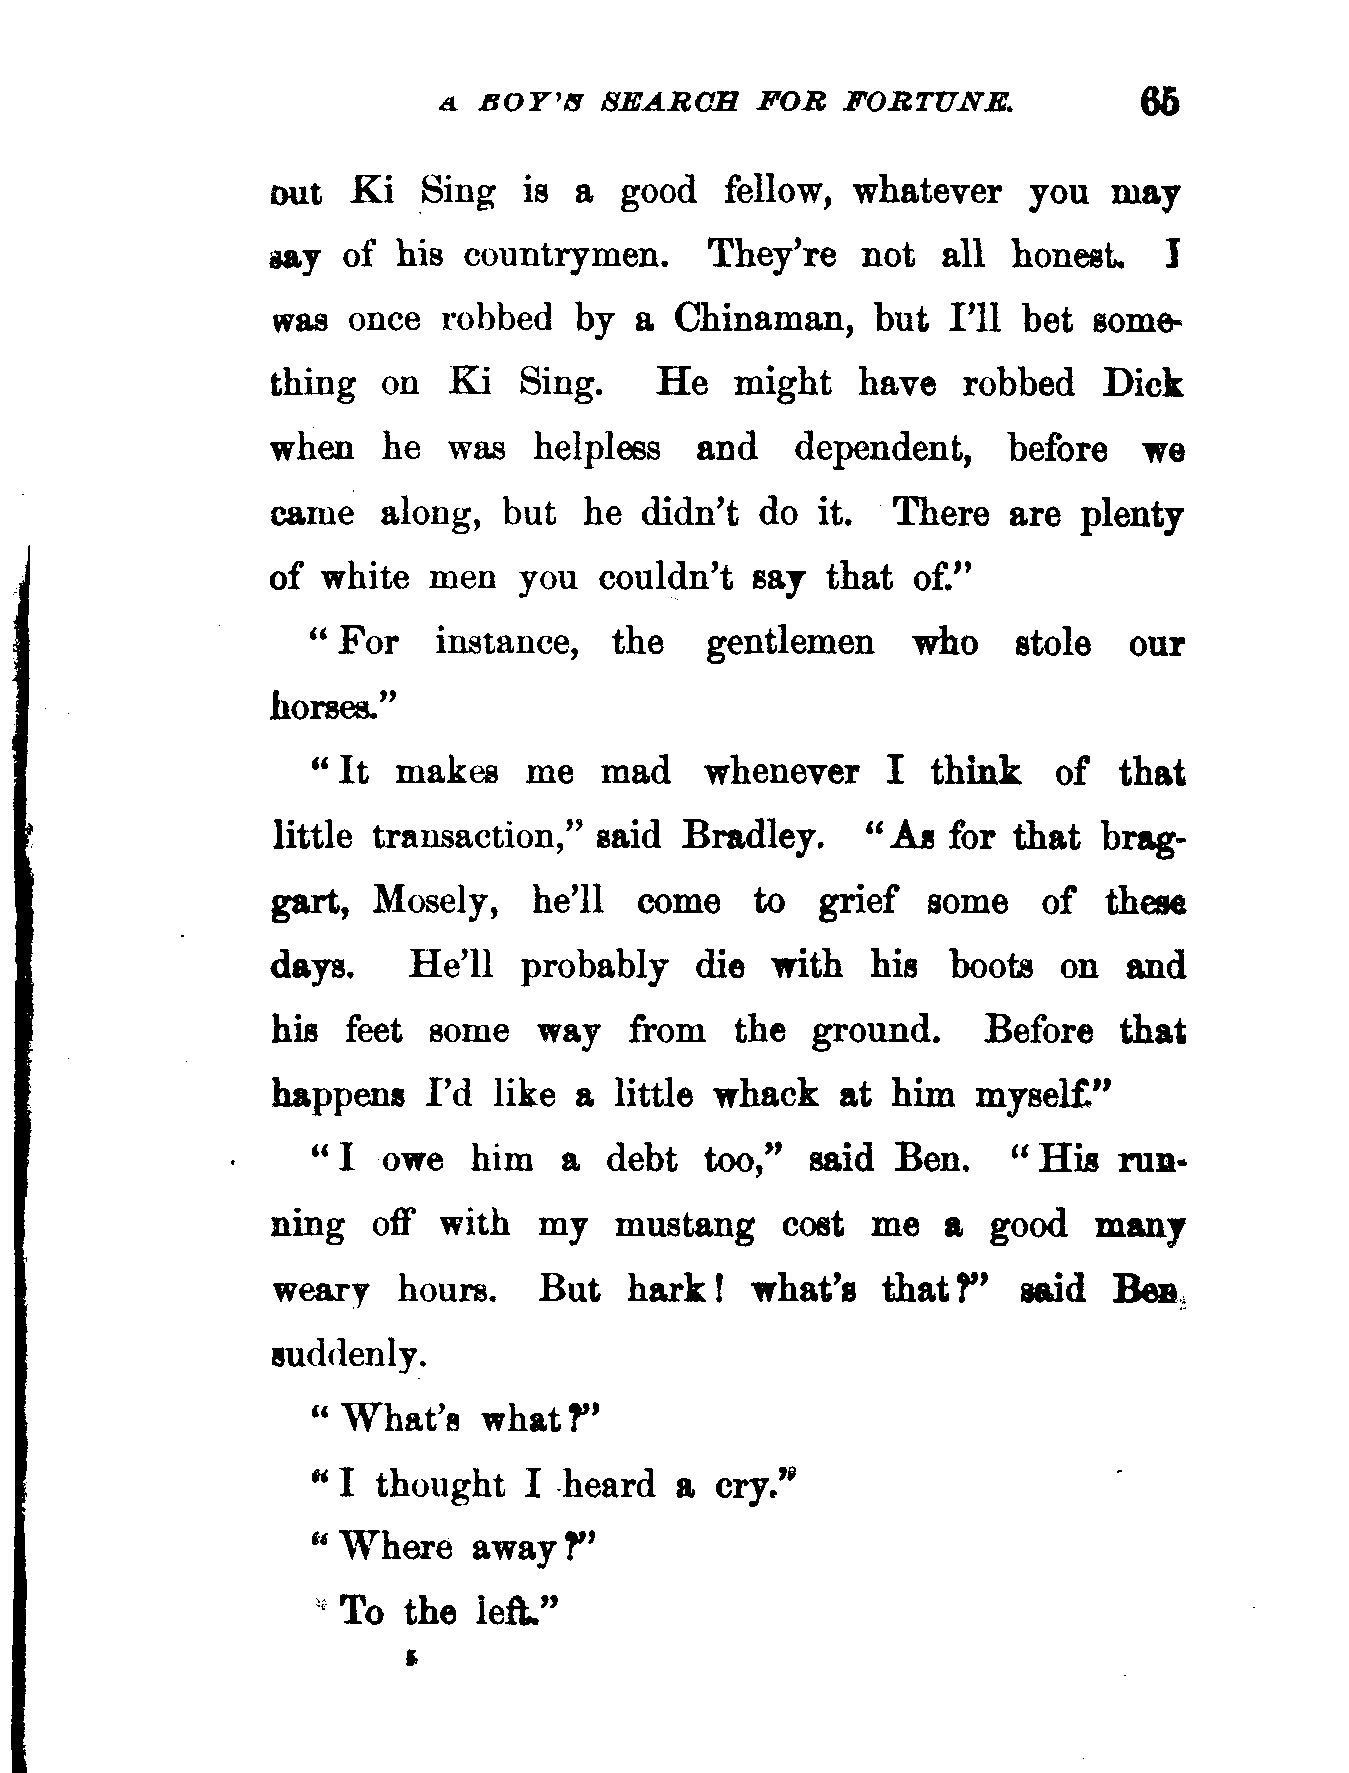 A BOY'S SEARCH FOR FORTUNE. 65
out Ki Sing is a good fellow, whatever you may
say of his countrymen. They're not all honest. I
was once robbed by a Chinaman, but I'll bet some-
thing on Ki Sing. He might have robbed Dick
when he was helpless and dependent, before we
came along, but he didn't do it. There are plenty
of white men you couldn't say that of."
"For instance, the gentlemen who stole our
horses."
"It makes me mad whenever I think of that
little transaction," said Bradley. "As for that brag-
gart, Mosely, he'll come to grief some of these
days. He'll probably die with his boots on and
his feet some way from the ground. Before that
happens I'd like a little whack at him myself."
"I owe him a debt too," said Ben. "His run-
ning off with my mustang cost me a good many
weary hours. But hark! what's that?" said Ben,
suddenly.
"What's what?"
"I thought I heard a cry."
"Where away?"
"To the left."
5